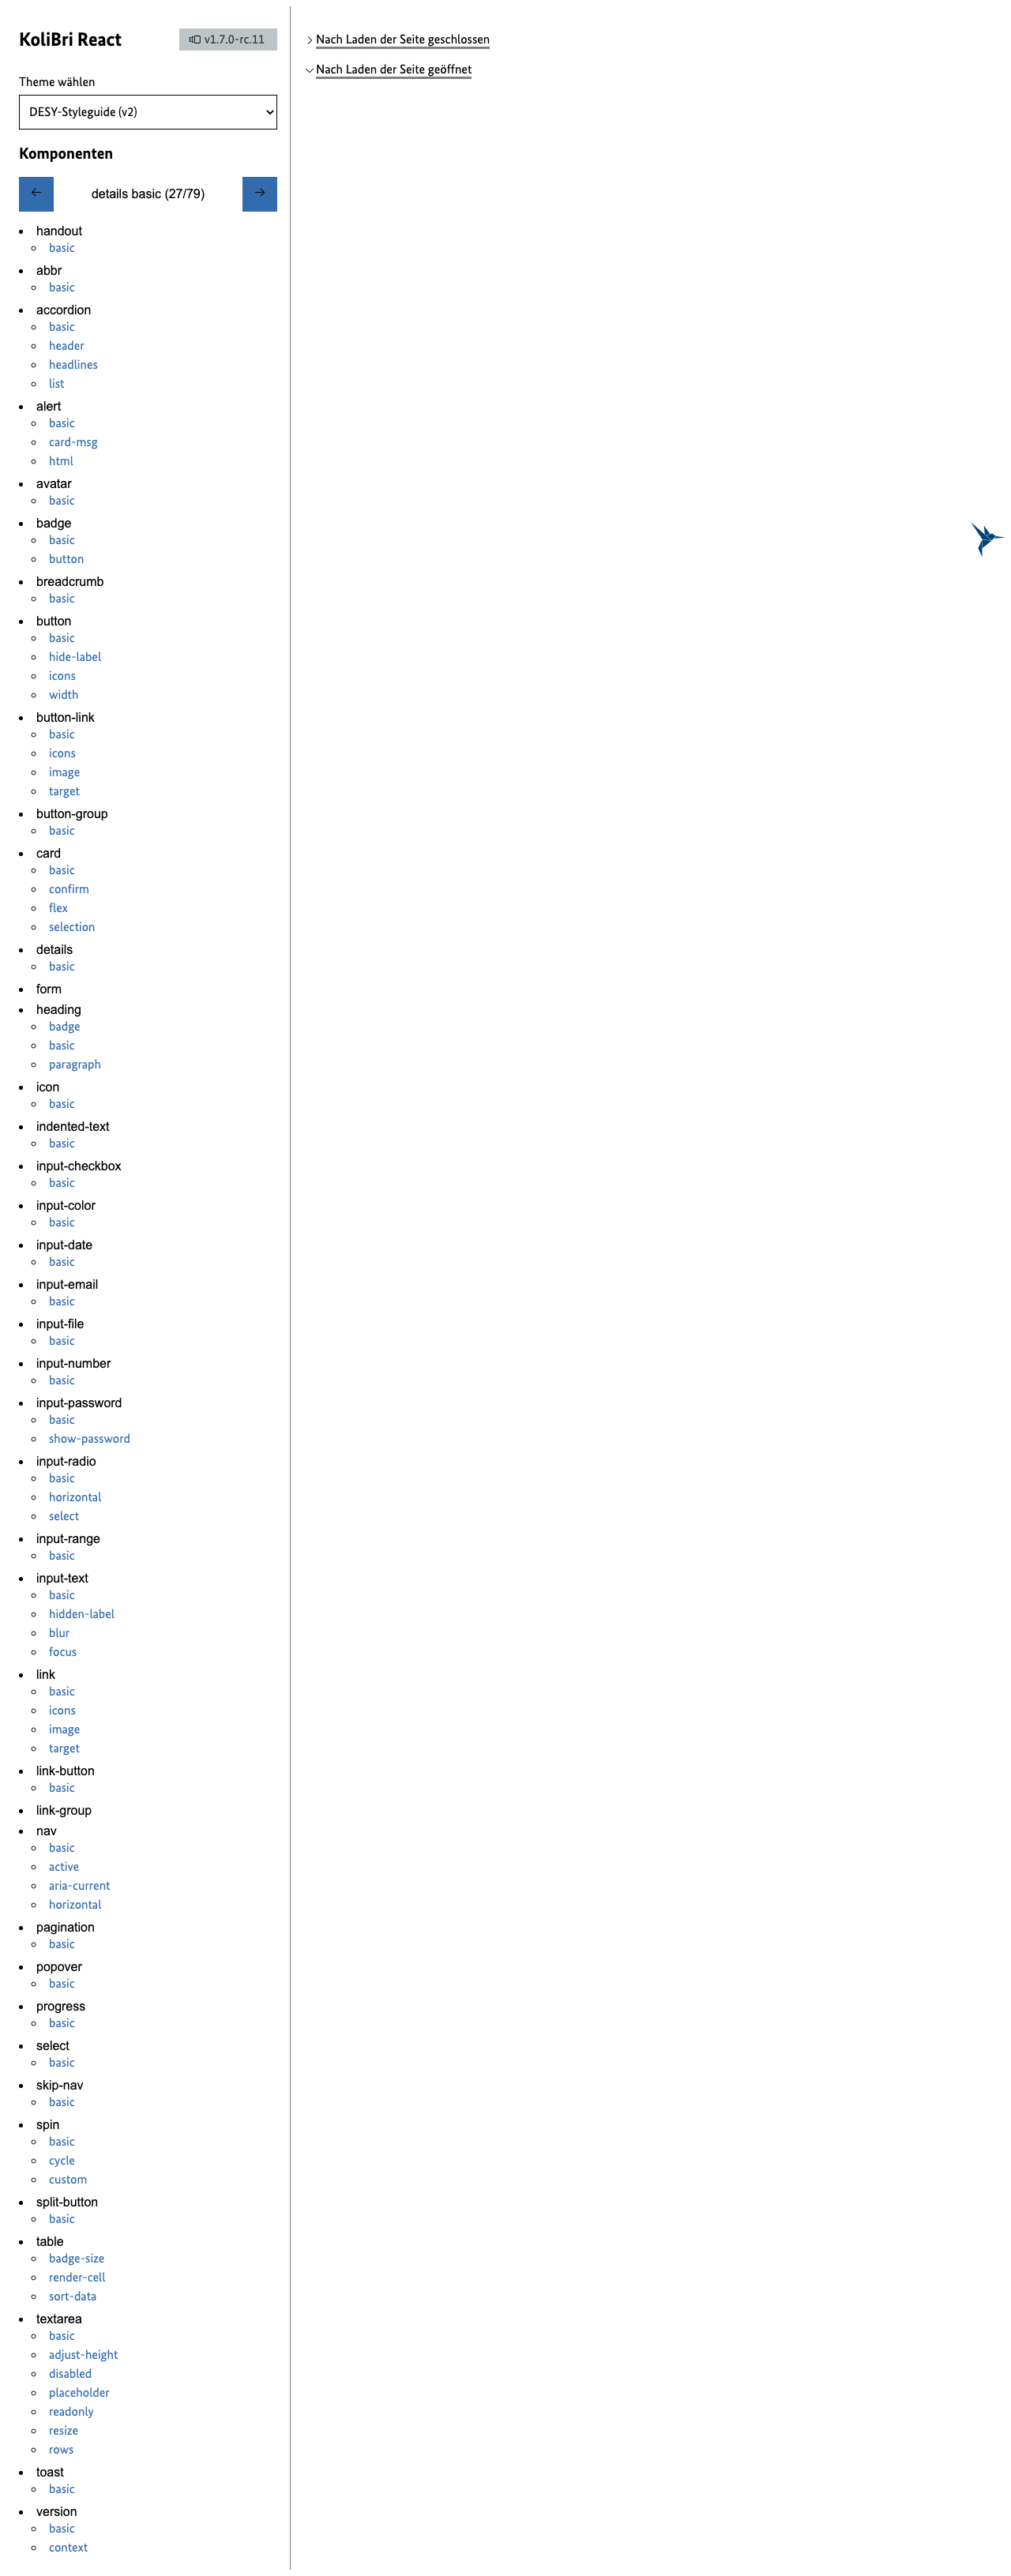 KoliBri React
v1.7.0-rc.11
Theme wählen
DESY-Styleguide (v2)
Komponenten
details basic (27/79)
handout
basic
abbr
basic
accordion
basic
header
headlines
list
alert
basic
card-msg
html
avatar
basic
badge
basic
button
breadcrumb
basic
button
basic
hide-label
icons
width
button-link
basic
icons
image
target
button-group
basic
card
basic
confirm
flex
selection
details
basic
form
heading
badge
basic
paragraph
icon
basic
indented-text
basic
input-checkbox
basic
input-color
basic
input-date
basic
input-email
basic
input-file
basic
input-number
basic
input-password
basic
show-password
input-radio
basic
horizontal
select
input-range
basic
input-text
basic
hidden-label
blur
focus
link
basic
icons
image
target
link-button
basic
link-group
nav
basic
active
aria-current
horizontal
pagination
basic
popover
basic
progress
basic
select
basic
skip-nav
basic
spin
basic
cycle
custom
split-button
basic
table
badge-size
render-cell
sort-data
textarea
basic
adjust-height
disabled
placeholder
readonly
resize
rows
toast
basic
version
basic
context
Nach Laden der Seite geschlossen
Nach Laden der Seite geöffnet